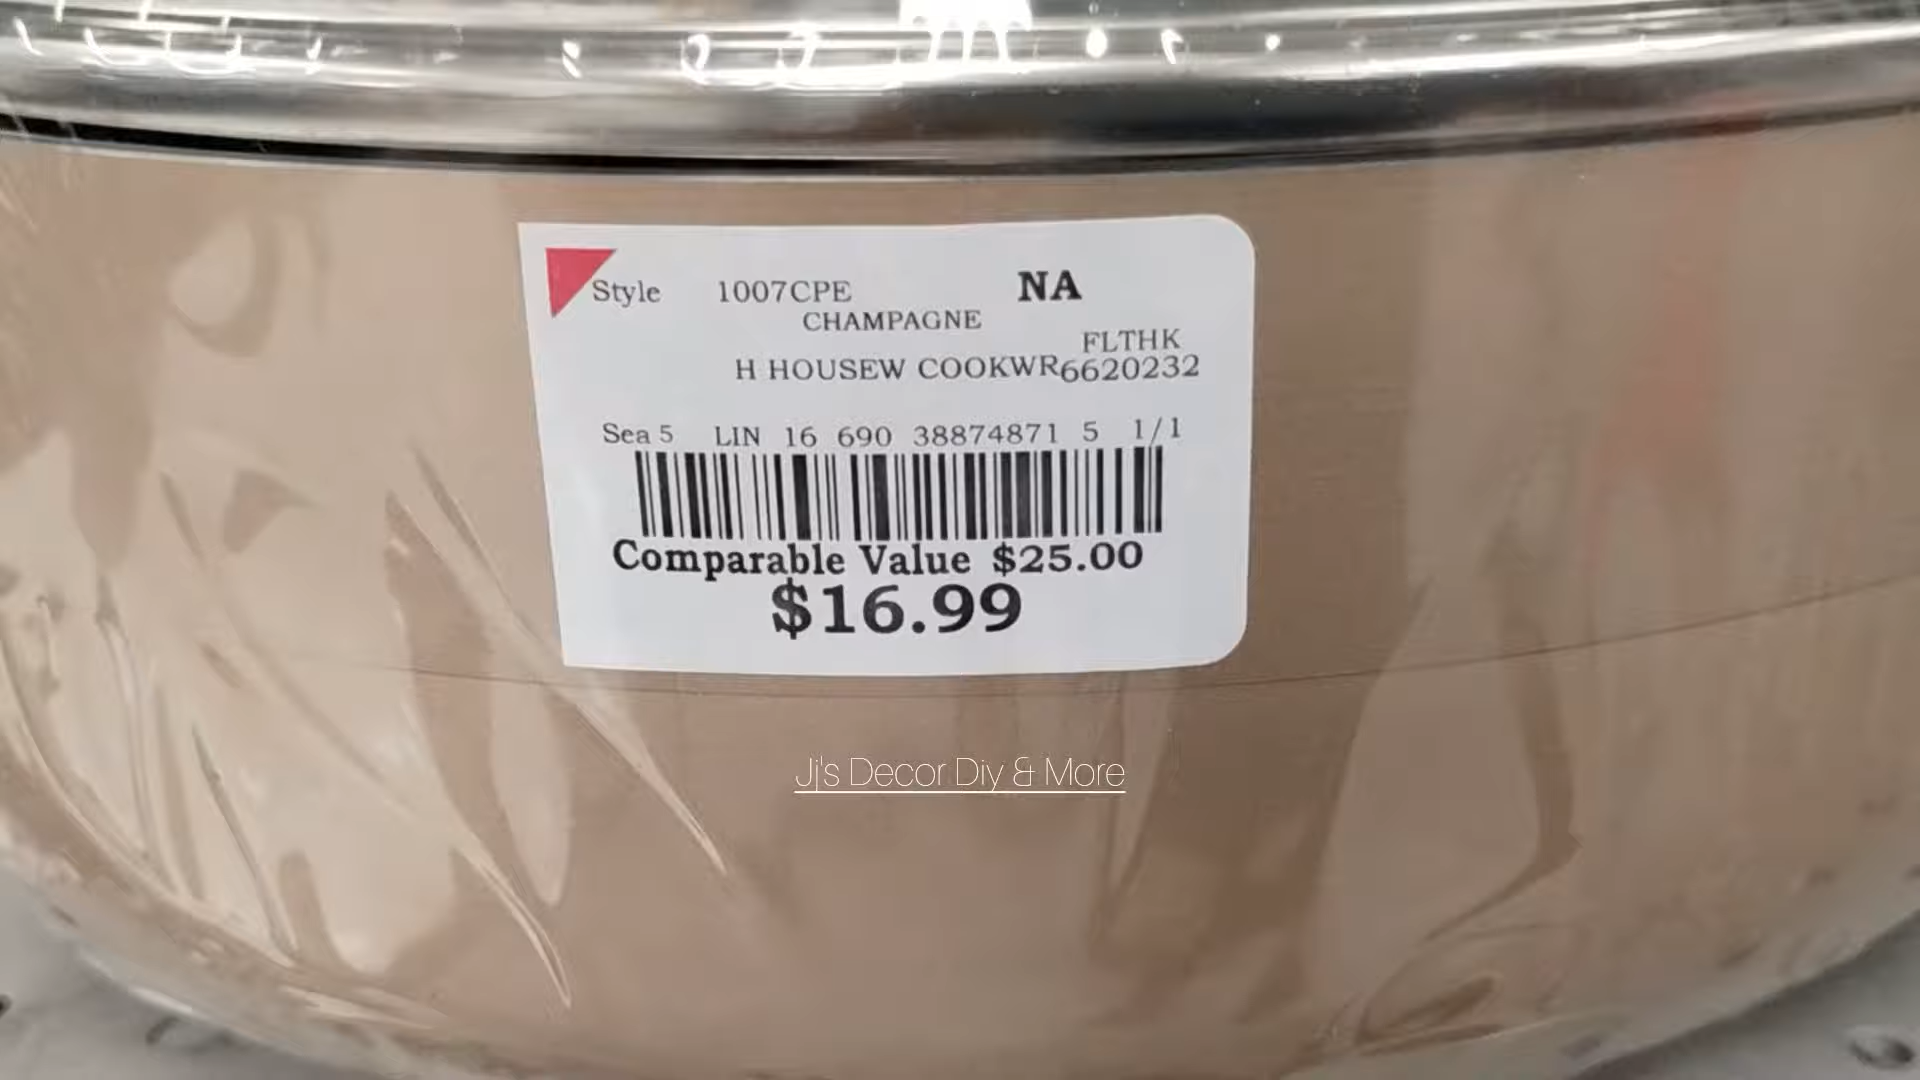 Style 1007CPE NA
CHAMPAGNE
FLTHK
H HOUSEW COOKWR6620232
Sea 5 LIN 16 690 38874871 5 1/1
Comparable Value $25.00
$16.99
Jj's Decor Diy & More